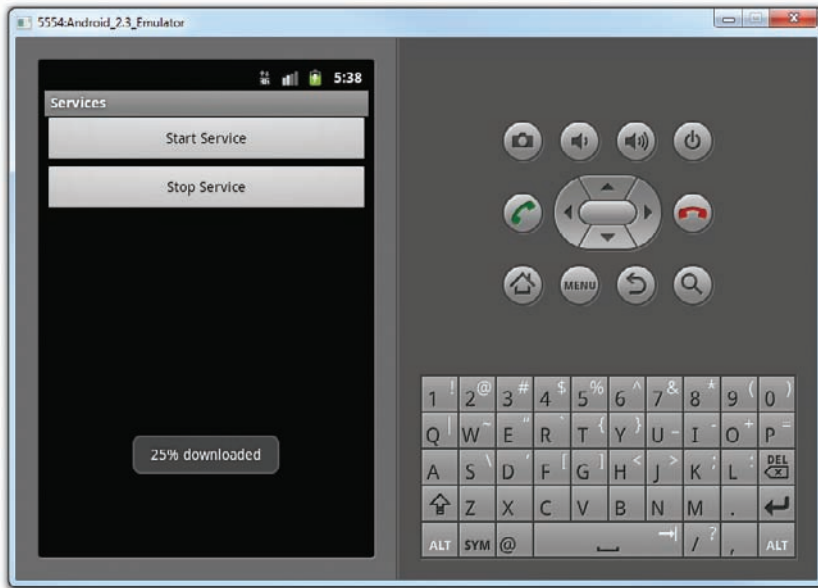 5554:Android_2.3_Emulator
5:38
Services
Start Service
Stop Service
25% downloaded
MENU
1 ! 2 @ 3 # 4 $ 5 % 6 ^ 7 & 8 * 9 ( 0 )
Q | W ~ E " R ` T { Y } U - I _ O + P =
A S \ D ' F [ G ] H < J > K ; L : DEL
Z X C V B N M .
ALT SYM @ / ? , ALT